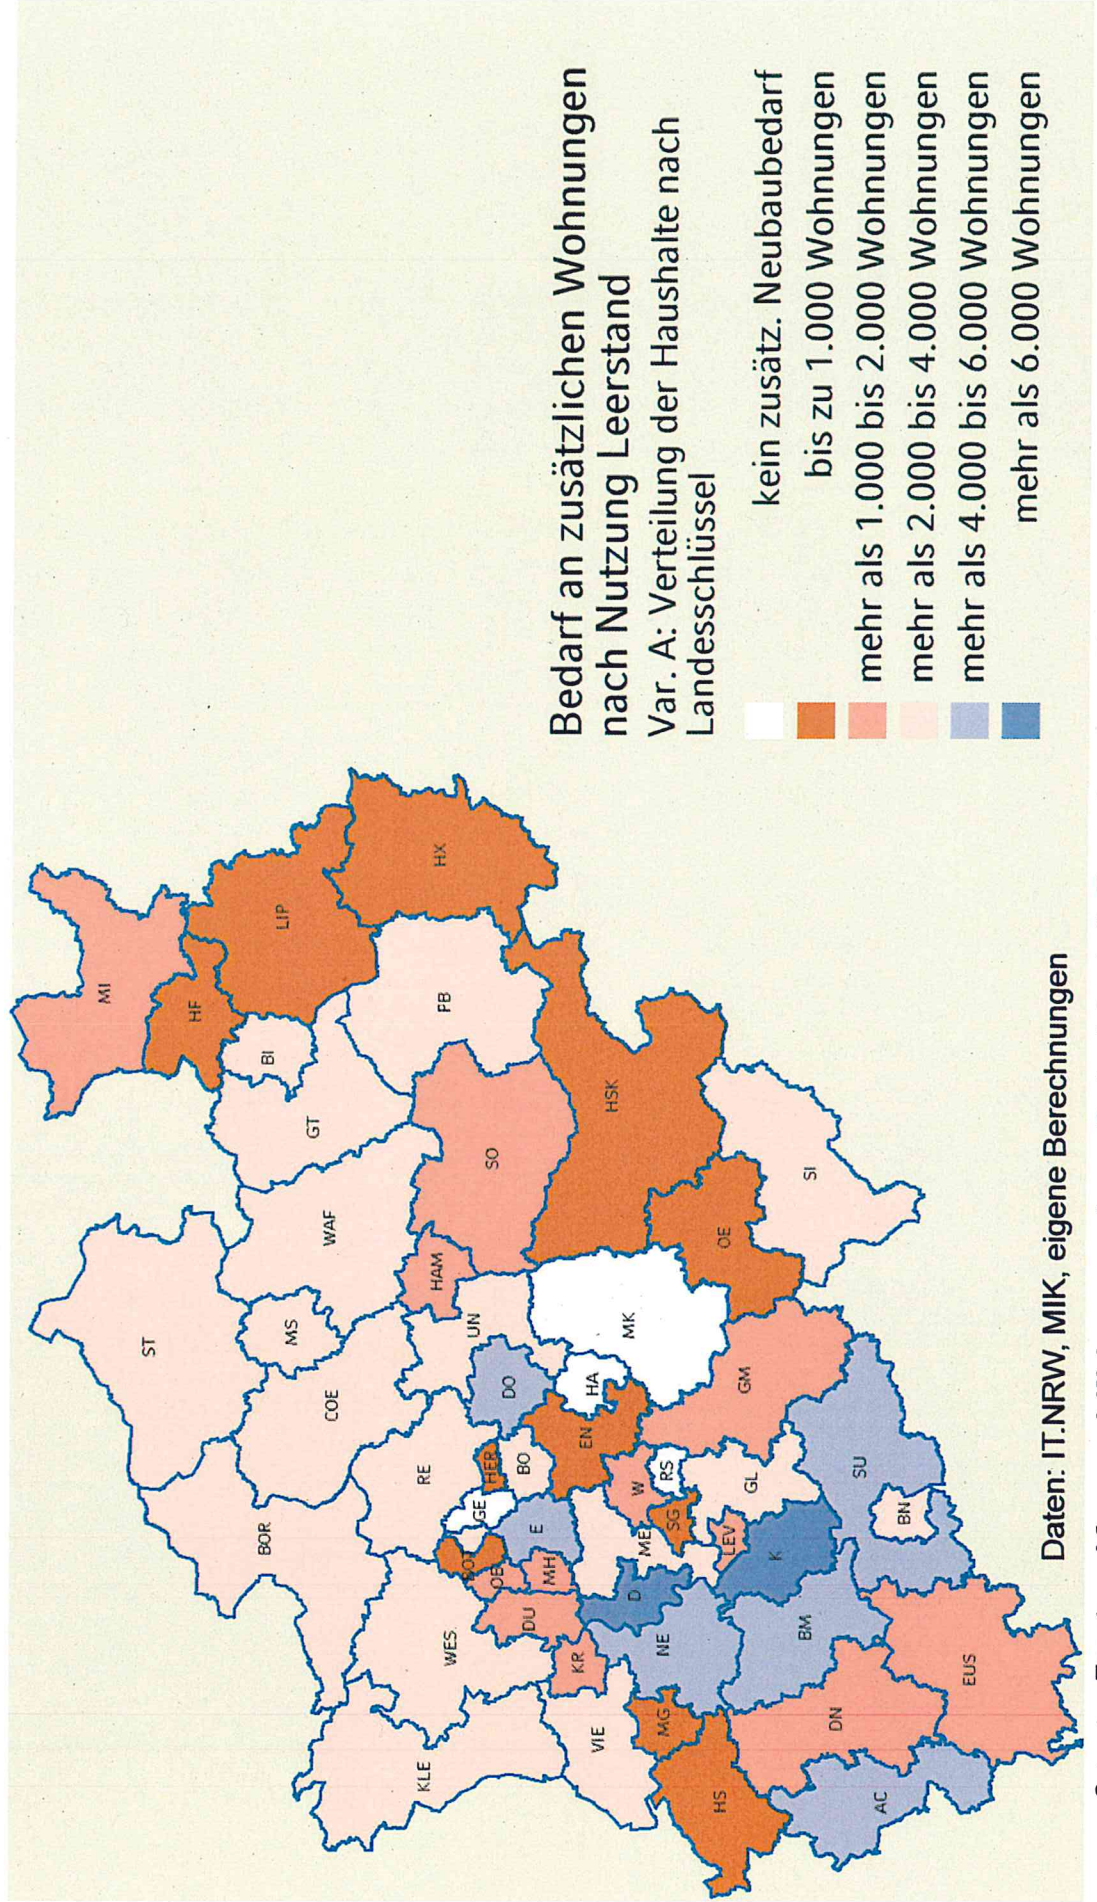 Bedarf an zusätzlichen Wohnungen
nach Nutzung Leerstand
Var. A: Verteilung der Haushalte nach
Landesschlüssel
kein zusätz. Neubaubedarf
bis zu 1.000 Wohnungen
mehr als 1.000 bis 2.000 Wohnungen
mehr als 2.000 bis 4.000 Wohnungen
mehr als 4.000 bis 6.000 Wohnungen
mehr als 6.000 Wohnungen
MI
ST
HF
BI
LIP
BOR
MS
GT
WAF
COE
HX
PB
KLE
WES
RE
HAM
SO
BOT
GE
HER
UN
OB
DO
DU
MH
E
BO
KR
EN
HA
HSK
VIE
MK
ME
W
D
NE
MG
SG
RS
OE
HS
LEV
GL
GM
K
SI
BM
DN
SU
AC
BN
EUS
Daten: IT.NRW, MIK, eigene Berechnungen